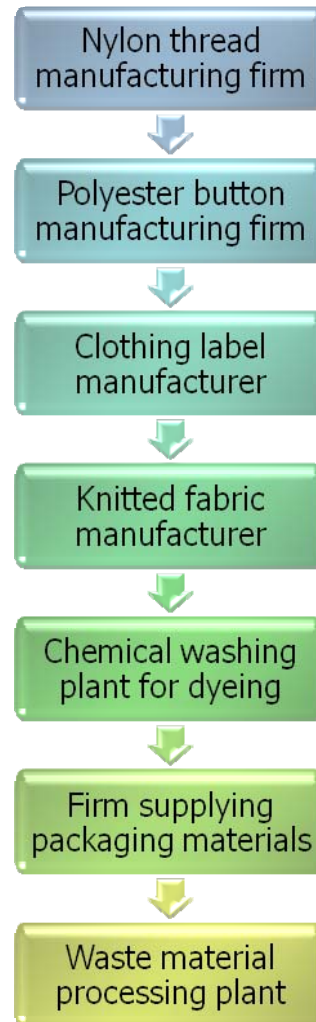 Nylon thread
manufacturing firm
Polyester button
manufacturing firm
Clothing label
manufacturer
Knitted fabric
manufacturer
Chemical washing
plant for dyeing
Firm supplying
packaging materials
Waste material
processing plant